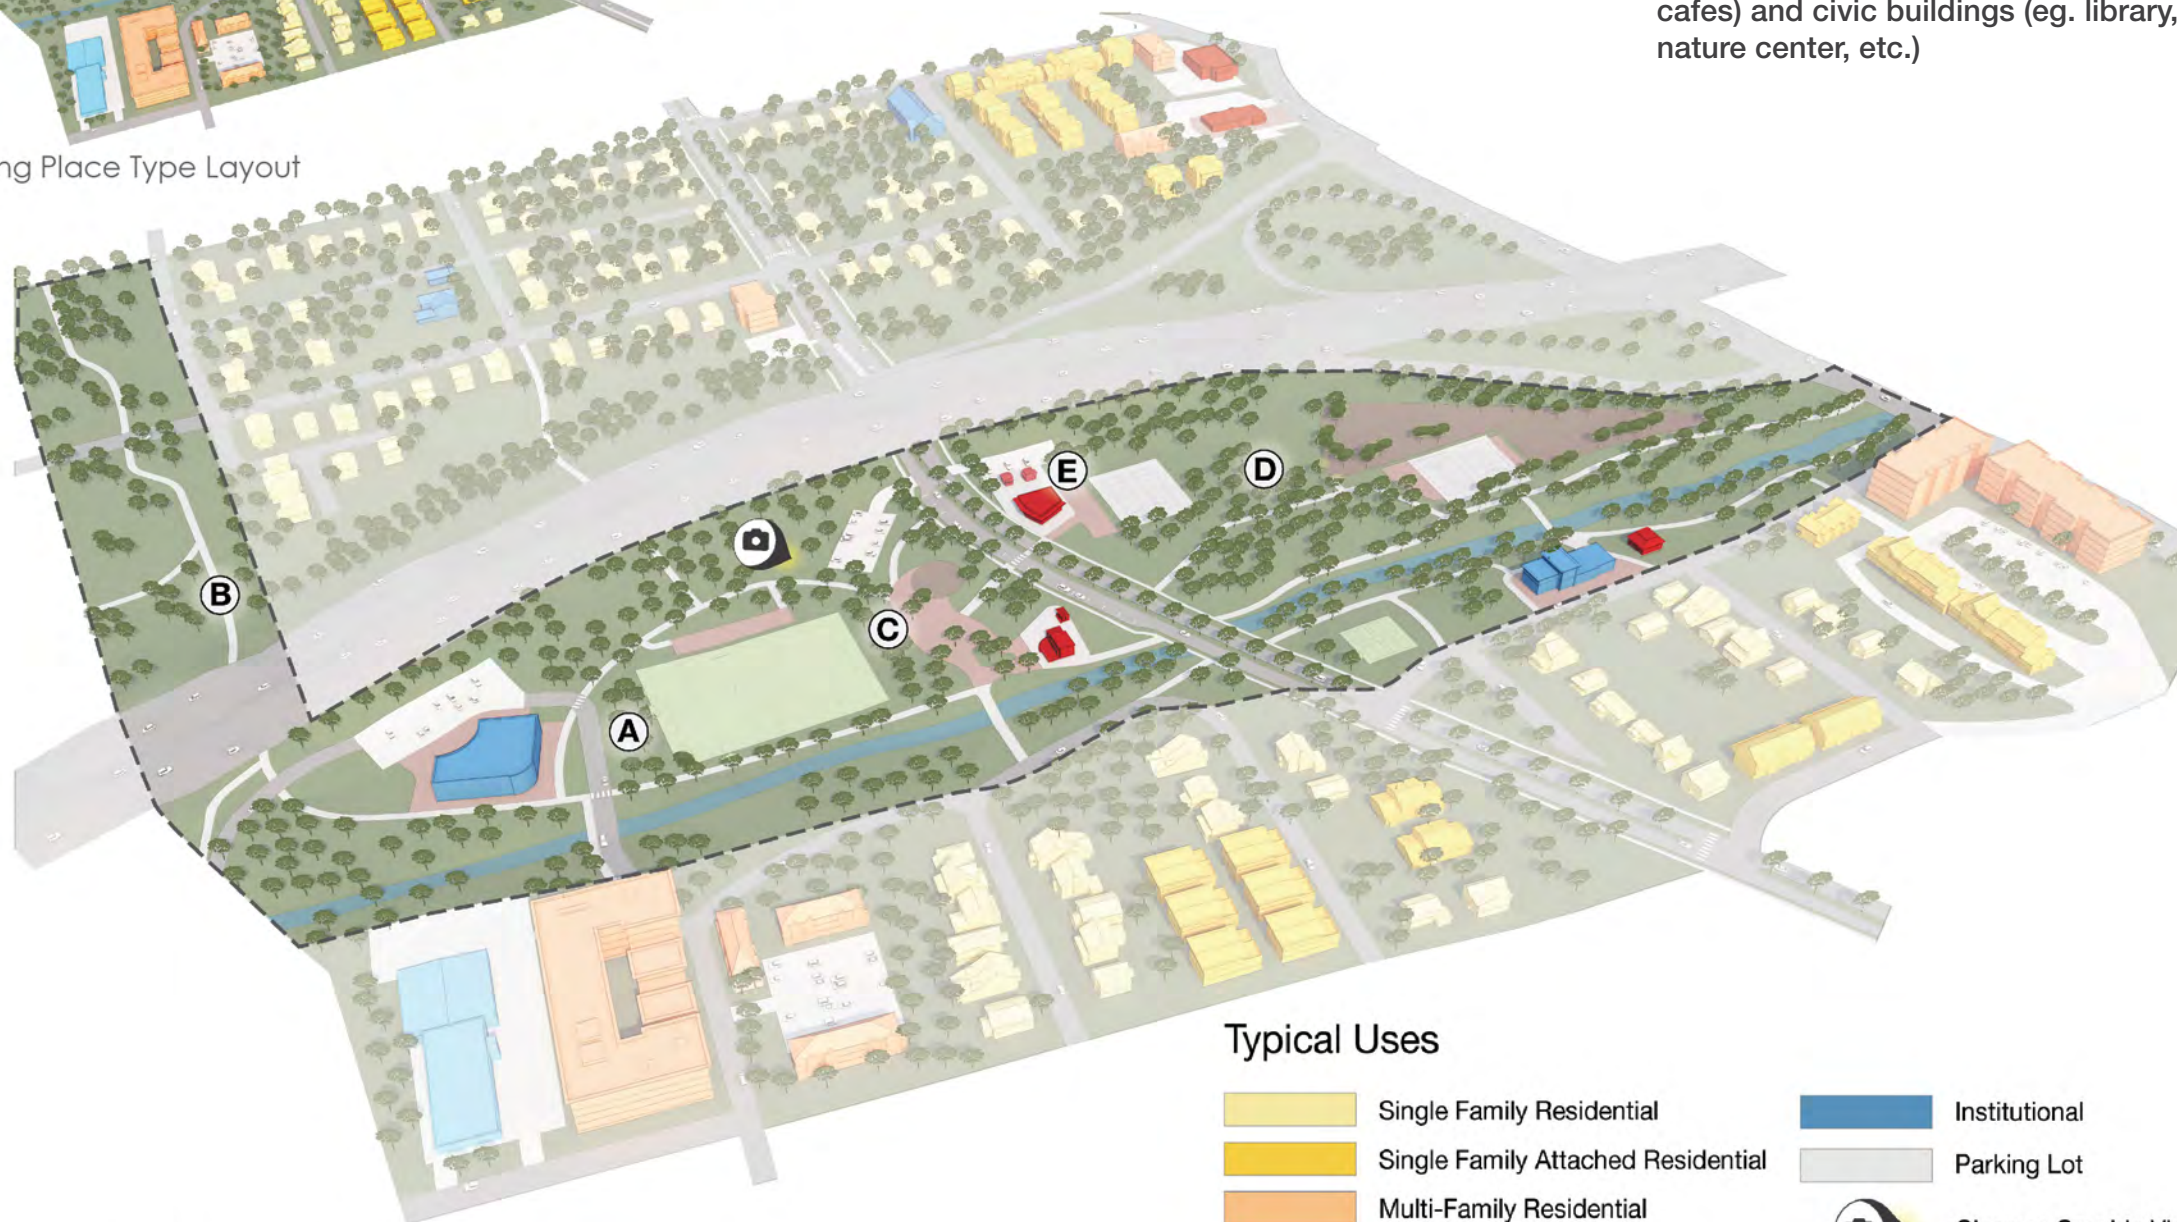 cafes) and civic buildings (eg. library,
nature center, etc.)
Place Type Layout
E
D
B
C
A
Typical Uses
Single Family Residential
Single Family Attached Residential
Multi-Family Residential
Institutional
Parking Lot